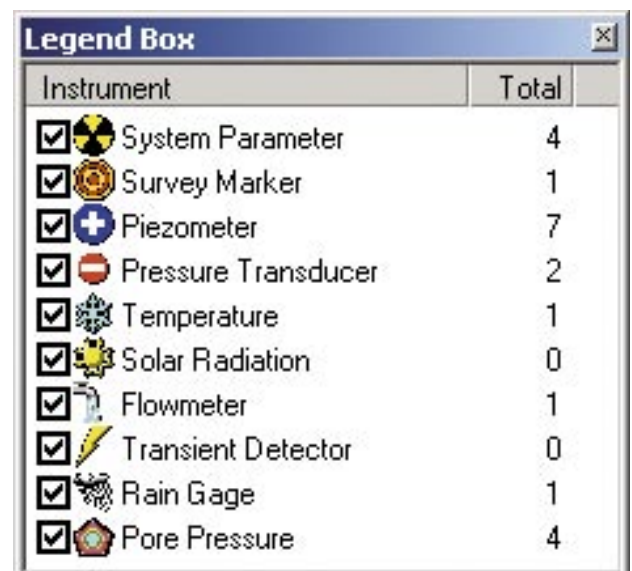 Legend Box
Instrument Total
System Parameter 4
Survey Marker 1
Piezometer 7
Pressure Transducer 2
Temperature 1
Solar Radiation 0
Flowmeter 1
Transient Detector 0
Rain Gage 1
Pore Pressure 4